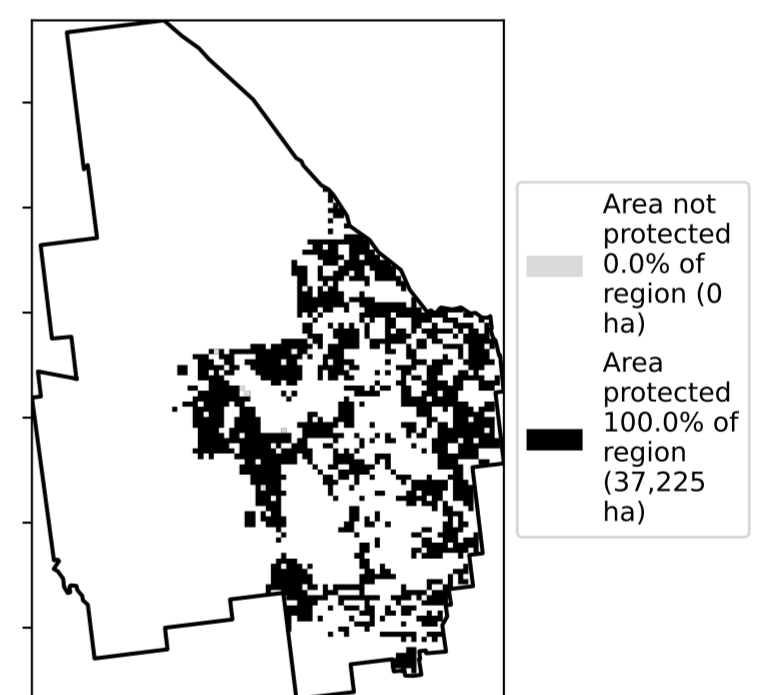 Area not
protected
0.0% of
region (0
ha)
Area
protected
100.0% of
region
(37,225
ha)